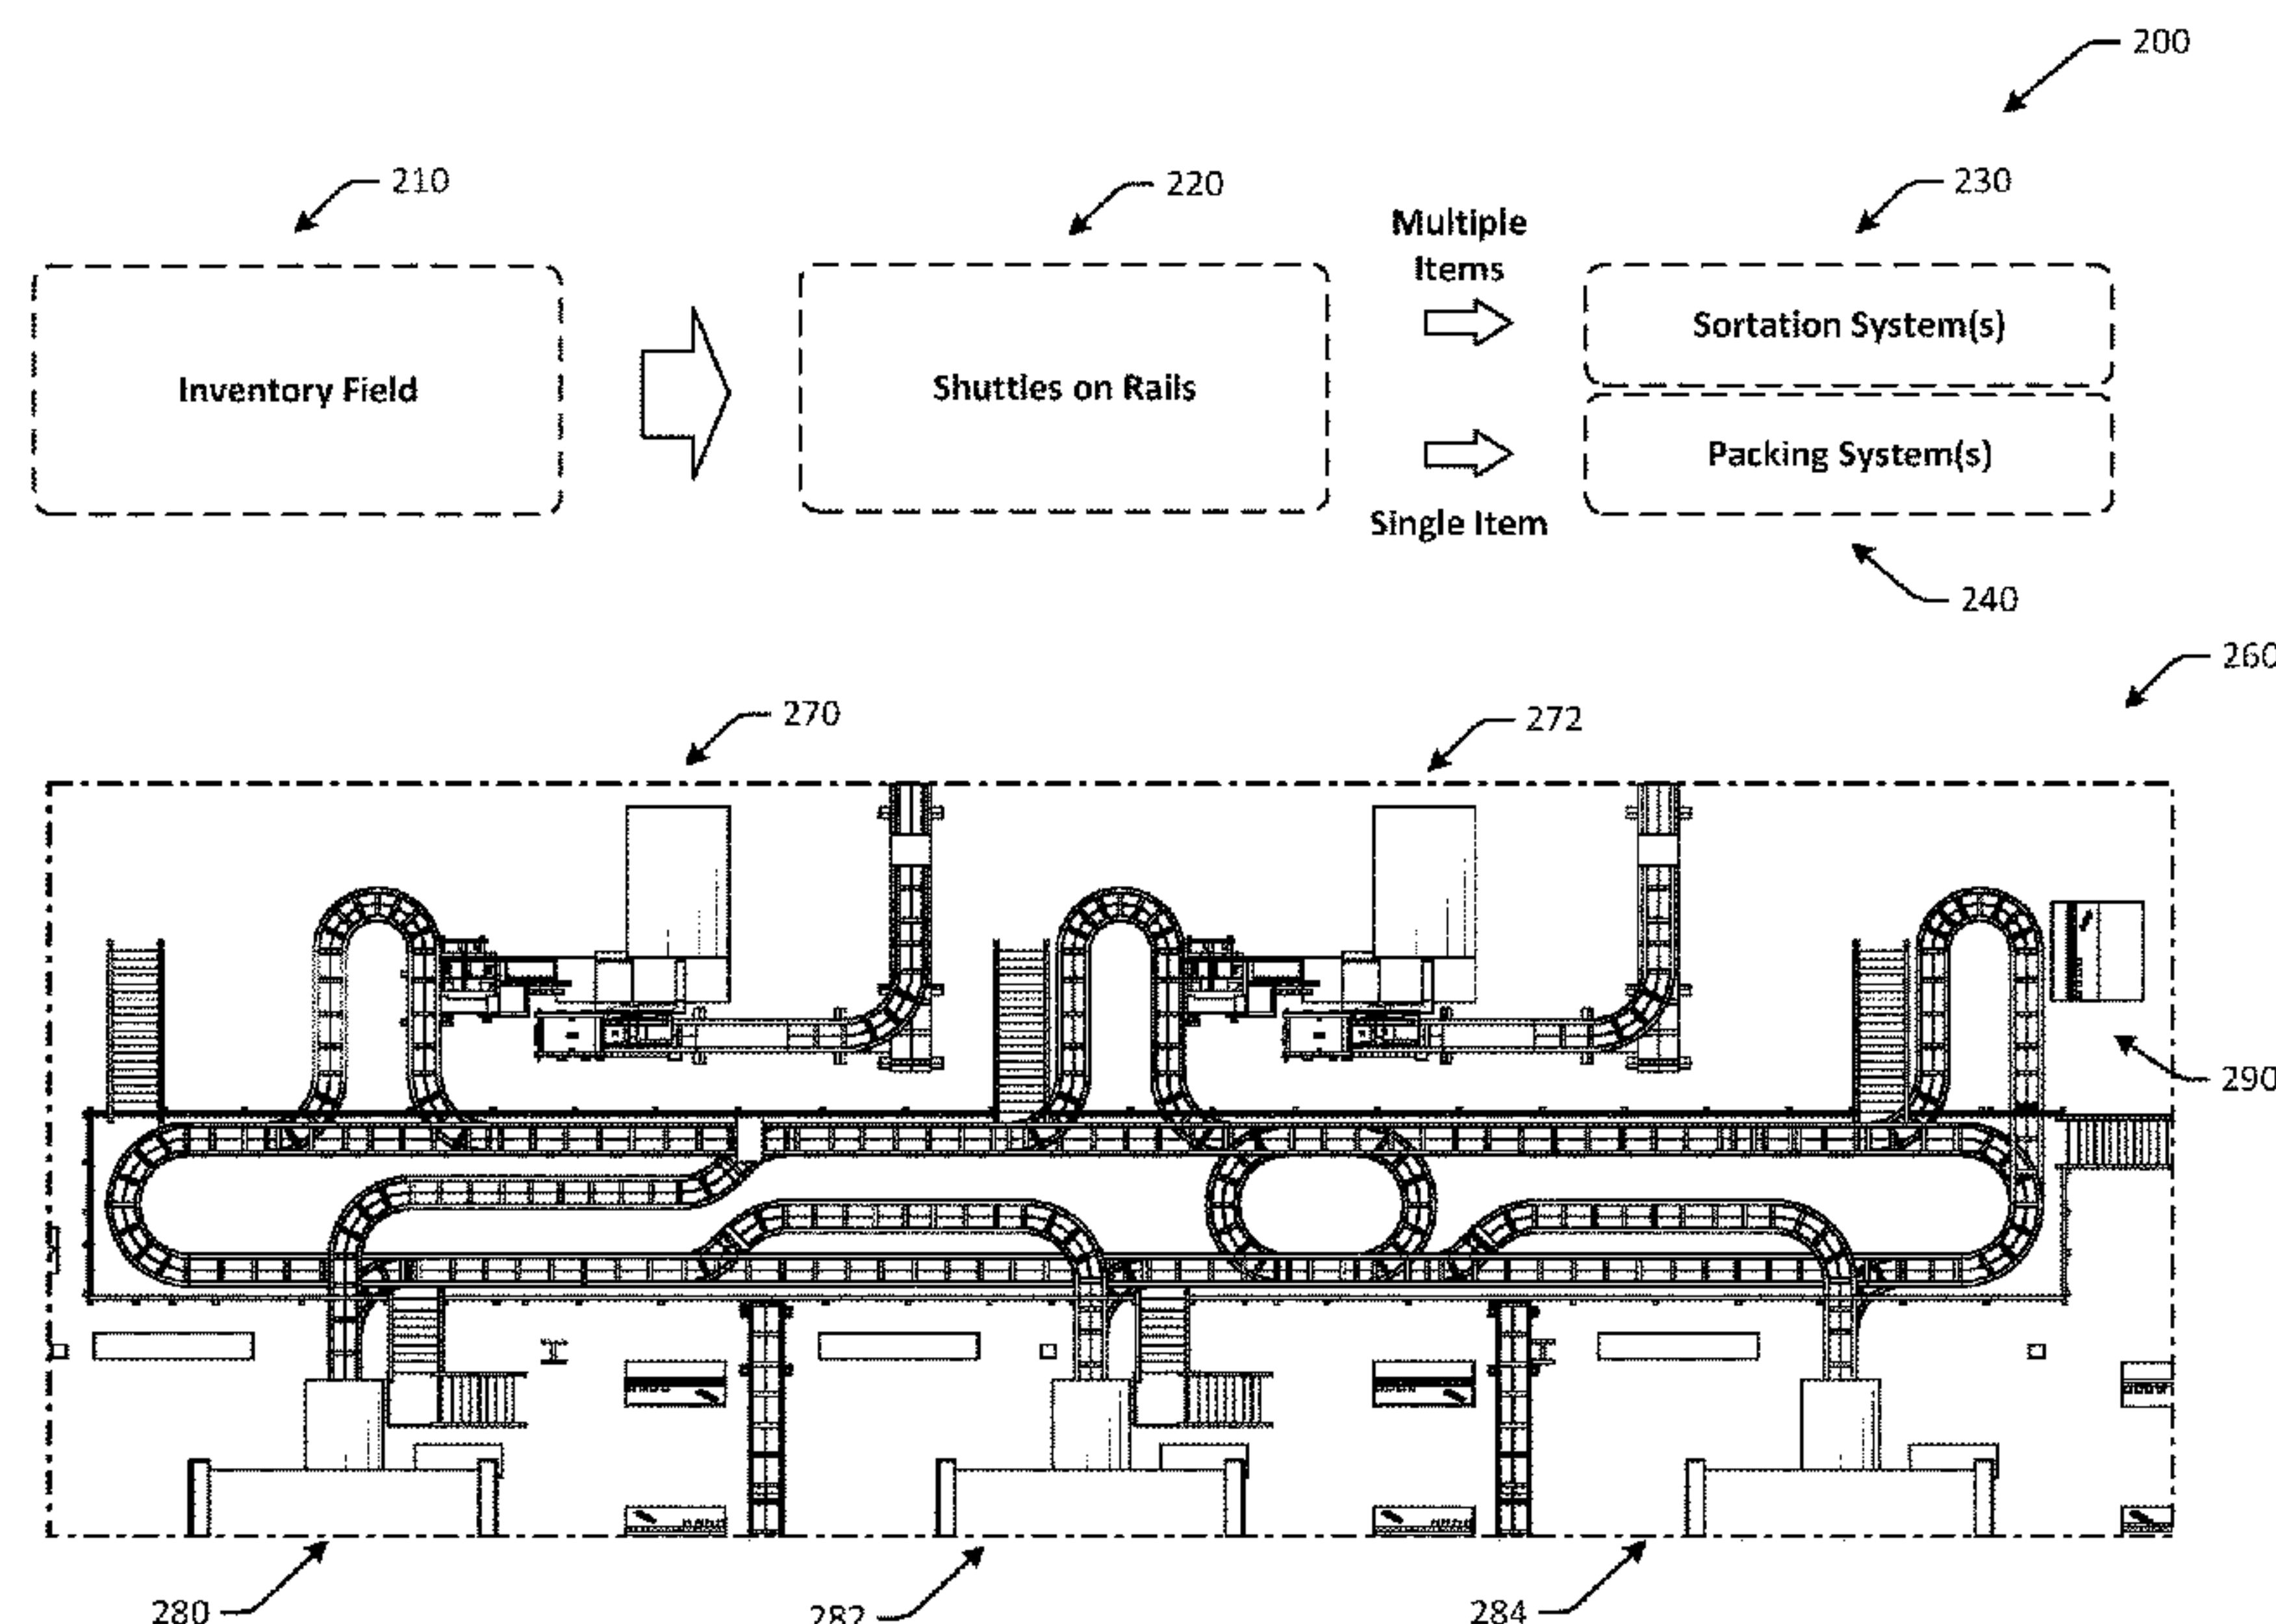 200
210
220
230
Multiple
Items
Inventory Field
Shuttles on Rails
Sortation System(s)
Packing System(s)
Single Item
240
260
270
272
290
280
282
284